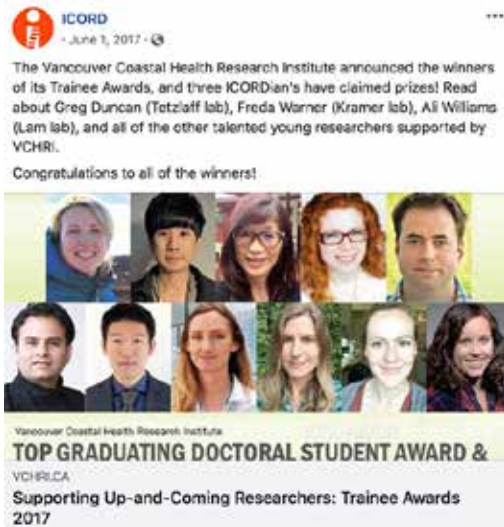 ICORD
June 1, 2017
The Vancouver Coastal Health Research Institute announced the winners
of its Trainee Awards, and three ICORDian's have claimed prizes! Read
about Greg Duncan (Tetzlaff lab), Freda Warner (Kramer lab), Ali Williams
(Lam lab), and all of the other talented young researchers supported by
VCHRI.
Congratulations to all of the winners!
Vancouver Coastal Health Research Institute
TOP GRADUATING DOCTORAL STUDENT AWARD &
VCHRI.CA
Supporting Up-and-Coming Researchers: Trainee Awards
2017